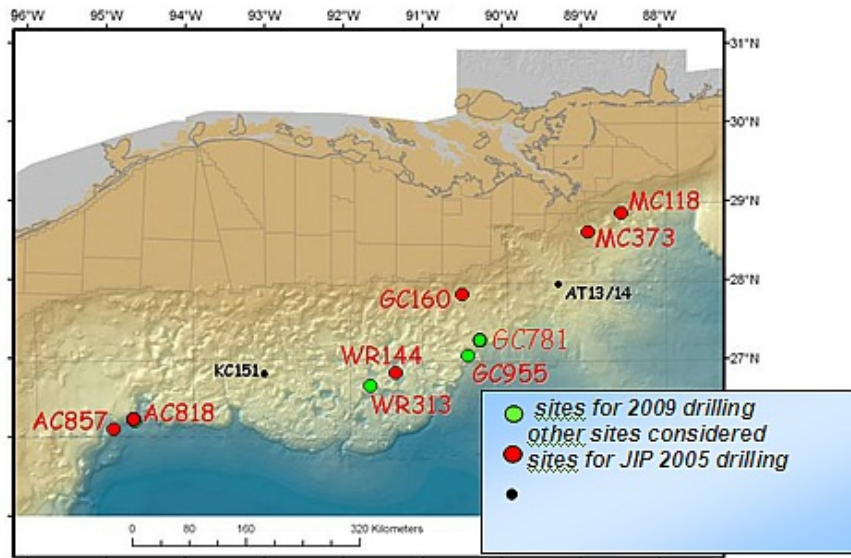 96°W 95°W 94°W 93°W 92°W 91°W 90°W 89°W 88°W
31°N
30°N
29°N
28°N
27°N
MC118
MC373
AT13/14
GC160
GC781
WR144
GC955
KC151
WR313
AC857 AC818
sites for 2009 drilling
other sites considered
sites for JIP 2005 drilling
0 80 160 320 Kilometers